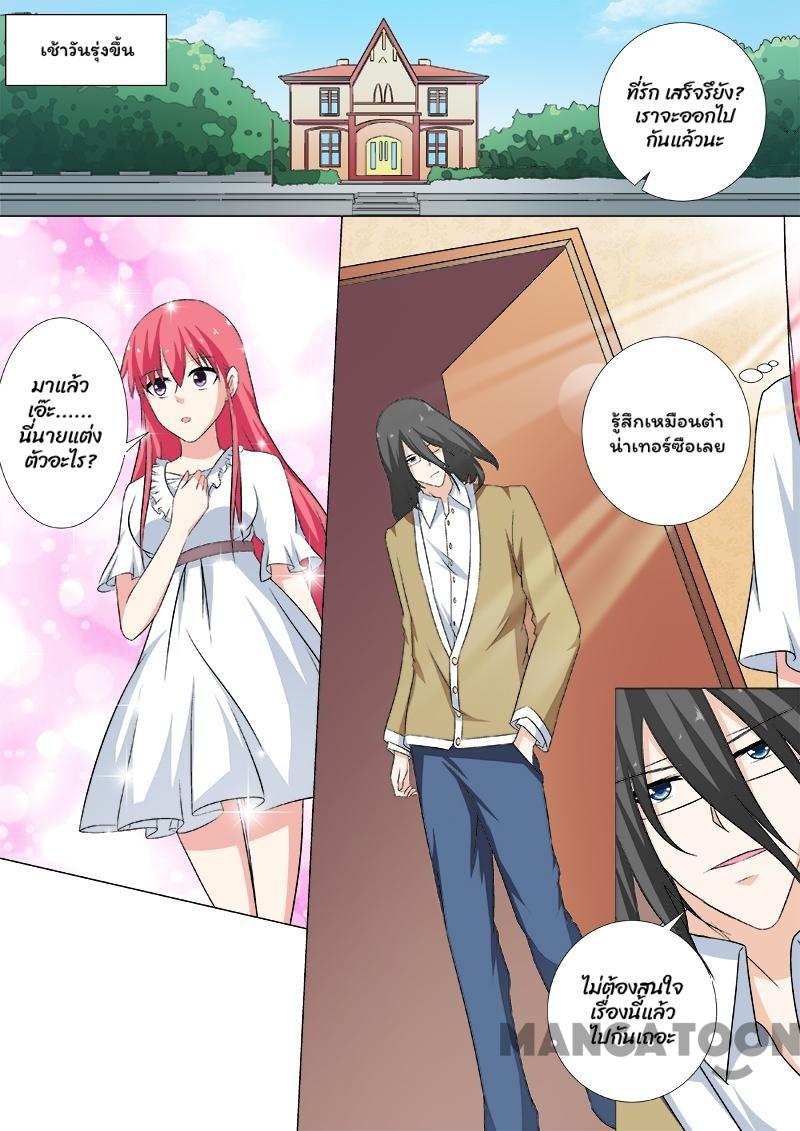 เช้าวันรุ่งขึ้น
ที่รัก เสร็จรึยัง?
เราจะออกไป
กันแล้วนะ
มาแล้ว
เอ๊ะ......
นี่นายแต่ง
ตัวอะไร?
รู้สึกเหมือนตำ
น่าเทอร์ซือเลย
ไม่ต้องสนใจ
เรื่องนี้แล้ว
ไปกันเถอะ
MANGATOON